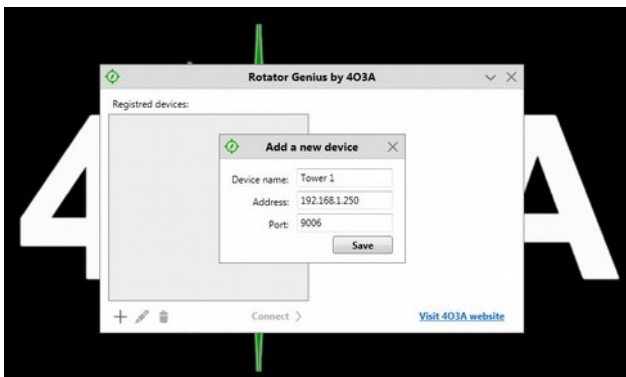 Rotator Genius by 4O3A
Registred devices:
Add a new device
Device name: Tower 1
Address: 192.168.1.250
Port: 9006
Save
Connect
Visit 4O3A website
4 A